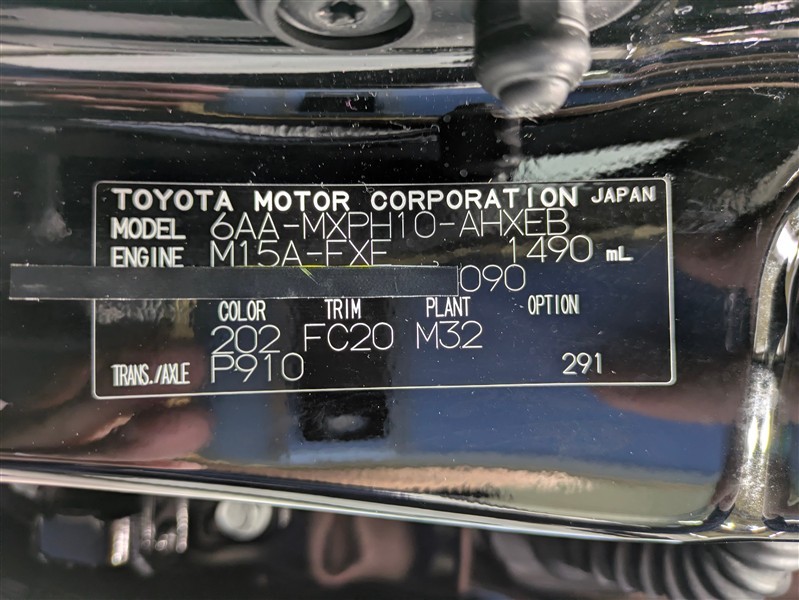 TOYOTA MOTOR CORPORATION JAPAN
MODEL 6AA-MXPH10-AHXEB
ENGINE M15A-FXE 1490 mL
090
COLOR TRIM PLANT OPTION
202 FC20 M32
TRANS./AXLE P910 291